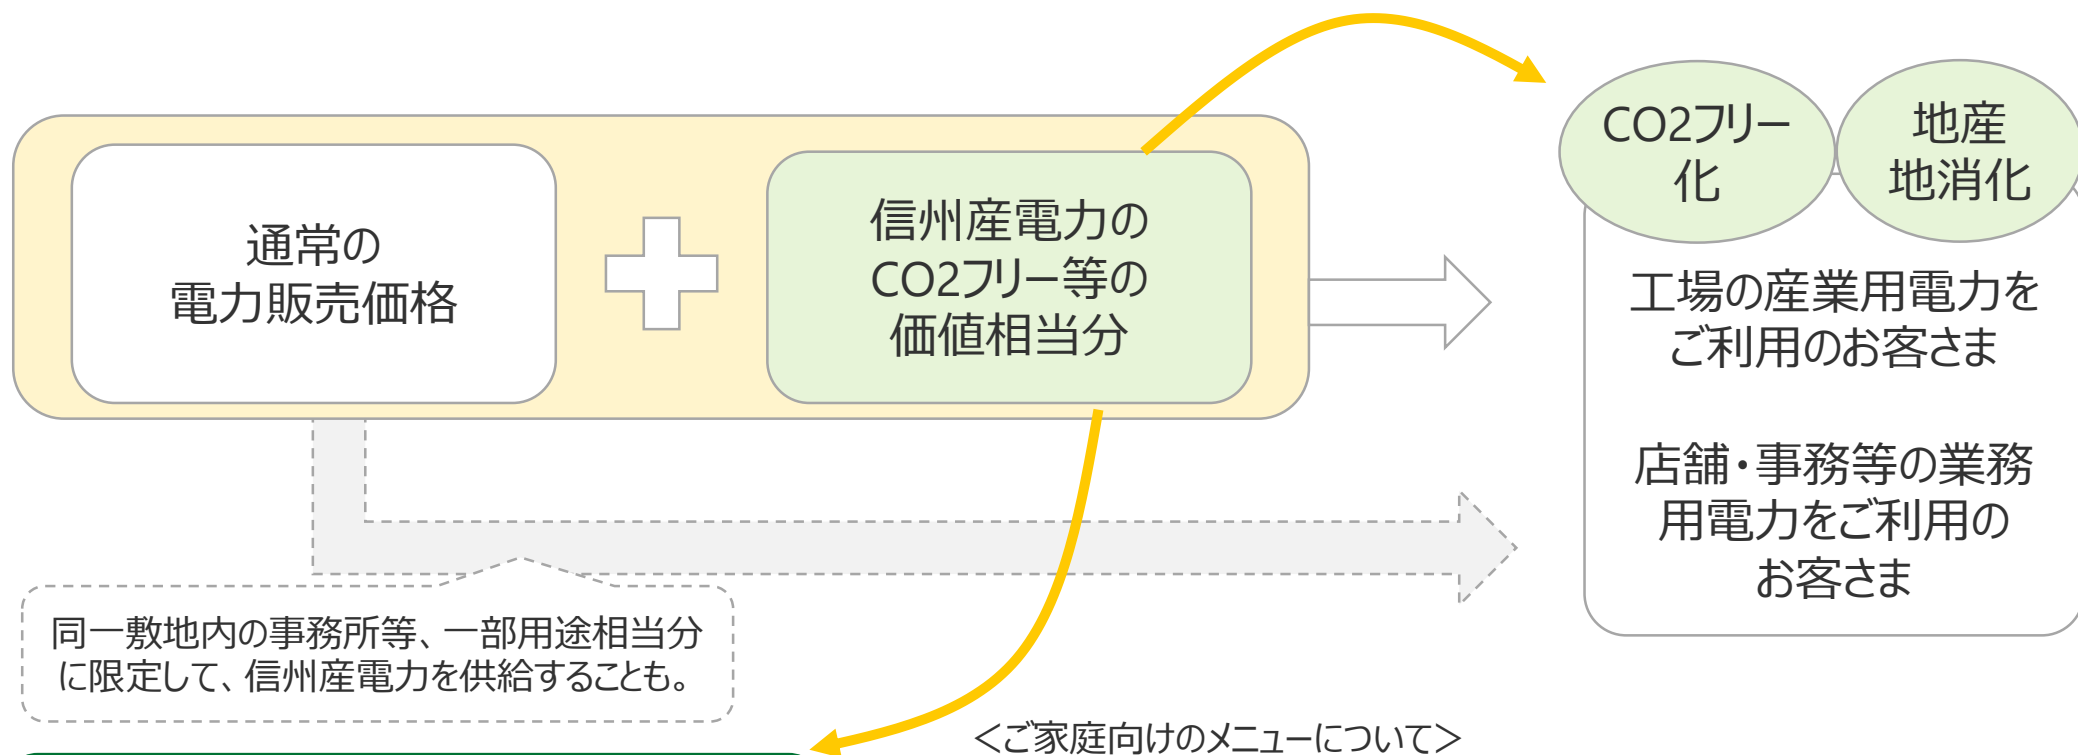 通常の
電力販売価格
信州産電力の
CO2フリー等の
価値相当分
CO2フリー
化
地産
地消化
工場の産業用電力を
ご利用のお客さま
店舗・事務等の業務
用電力をご利用の
お客さま
同一敷地内の事務所等、一部用途相当分
に限定して、信州産電力を供給することも。
＜ご家庭向けのメニューについて＞